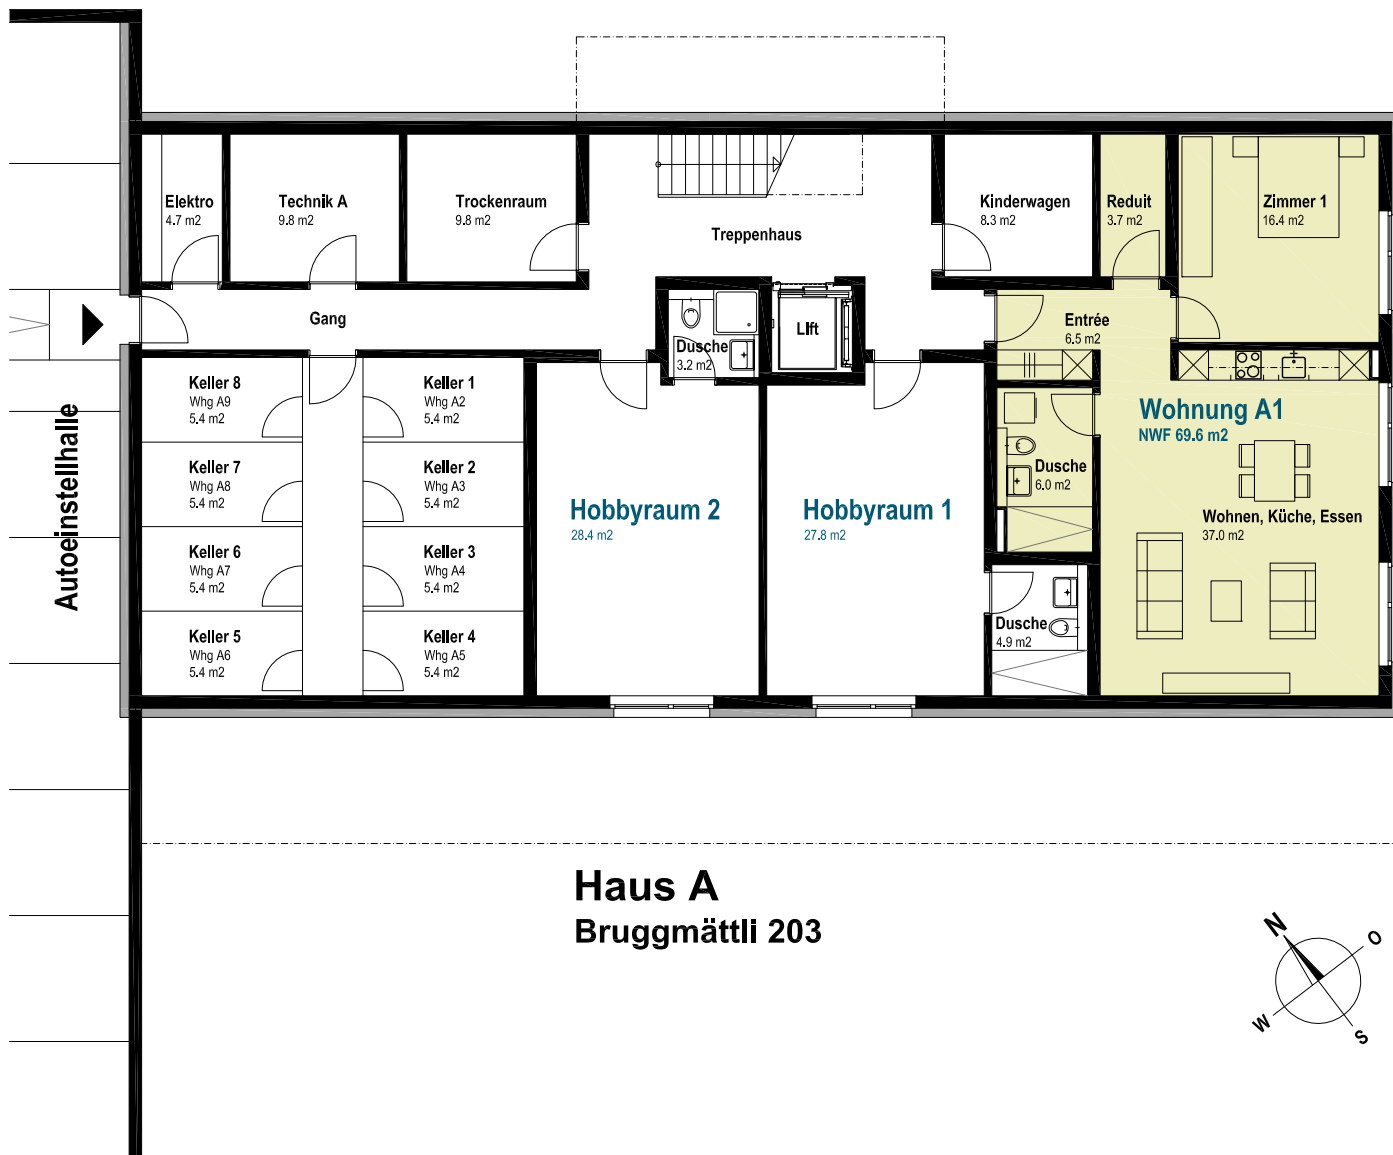 Elektro
4.7 m2
Technik A
9.8 m2
Trockenraum
9.8 m2
Treppenhaus
Kinderwagen
8.3 m2
Reduit
3.7 m2
Zimmer 1
16.4 m2
Gang
Dusche
3.2 m2
Lift
Entrée
6.5 m2
Keller 8
Whg A9
5.4 m2
Keller 1
Whg A2
5.4 m2
Keller 7
Whg A8
5.4 m2
Keller 2
Whg A3
5.4 m2
Keller 6
Whg A7
5.4 m2
Keller 3
Whg A4
5.4 m2
Keller 5
Whg A6
5.4 m2
Keller 4
Whg A5
5.4 m2
Autoeinstellhalle
Hobbyraum 2
28.4 m2
Hobbyraum 1
27.8 m2
Wohnung A1
NWF 69.6 m2
Dusche
6.0 m2
Wohnen, Küche, Essen
37.0 m2
Dusche
4.9 m2
Haus A
Bruggmättli 203
N
O
W
S